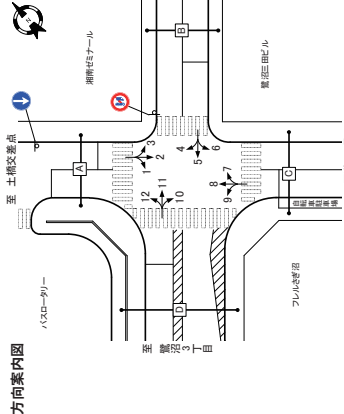 方向案内図
至 土橋交差点
湘南ゼミナール
鷺沼三田ビル
バスロータリー
フレルさぎ沼
自転車駐車場
至 鷺沼3丁目
A
B
C
D
1
2
3
4
5
6
7
8
9
10
11
12